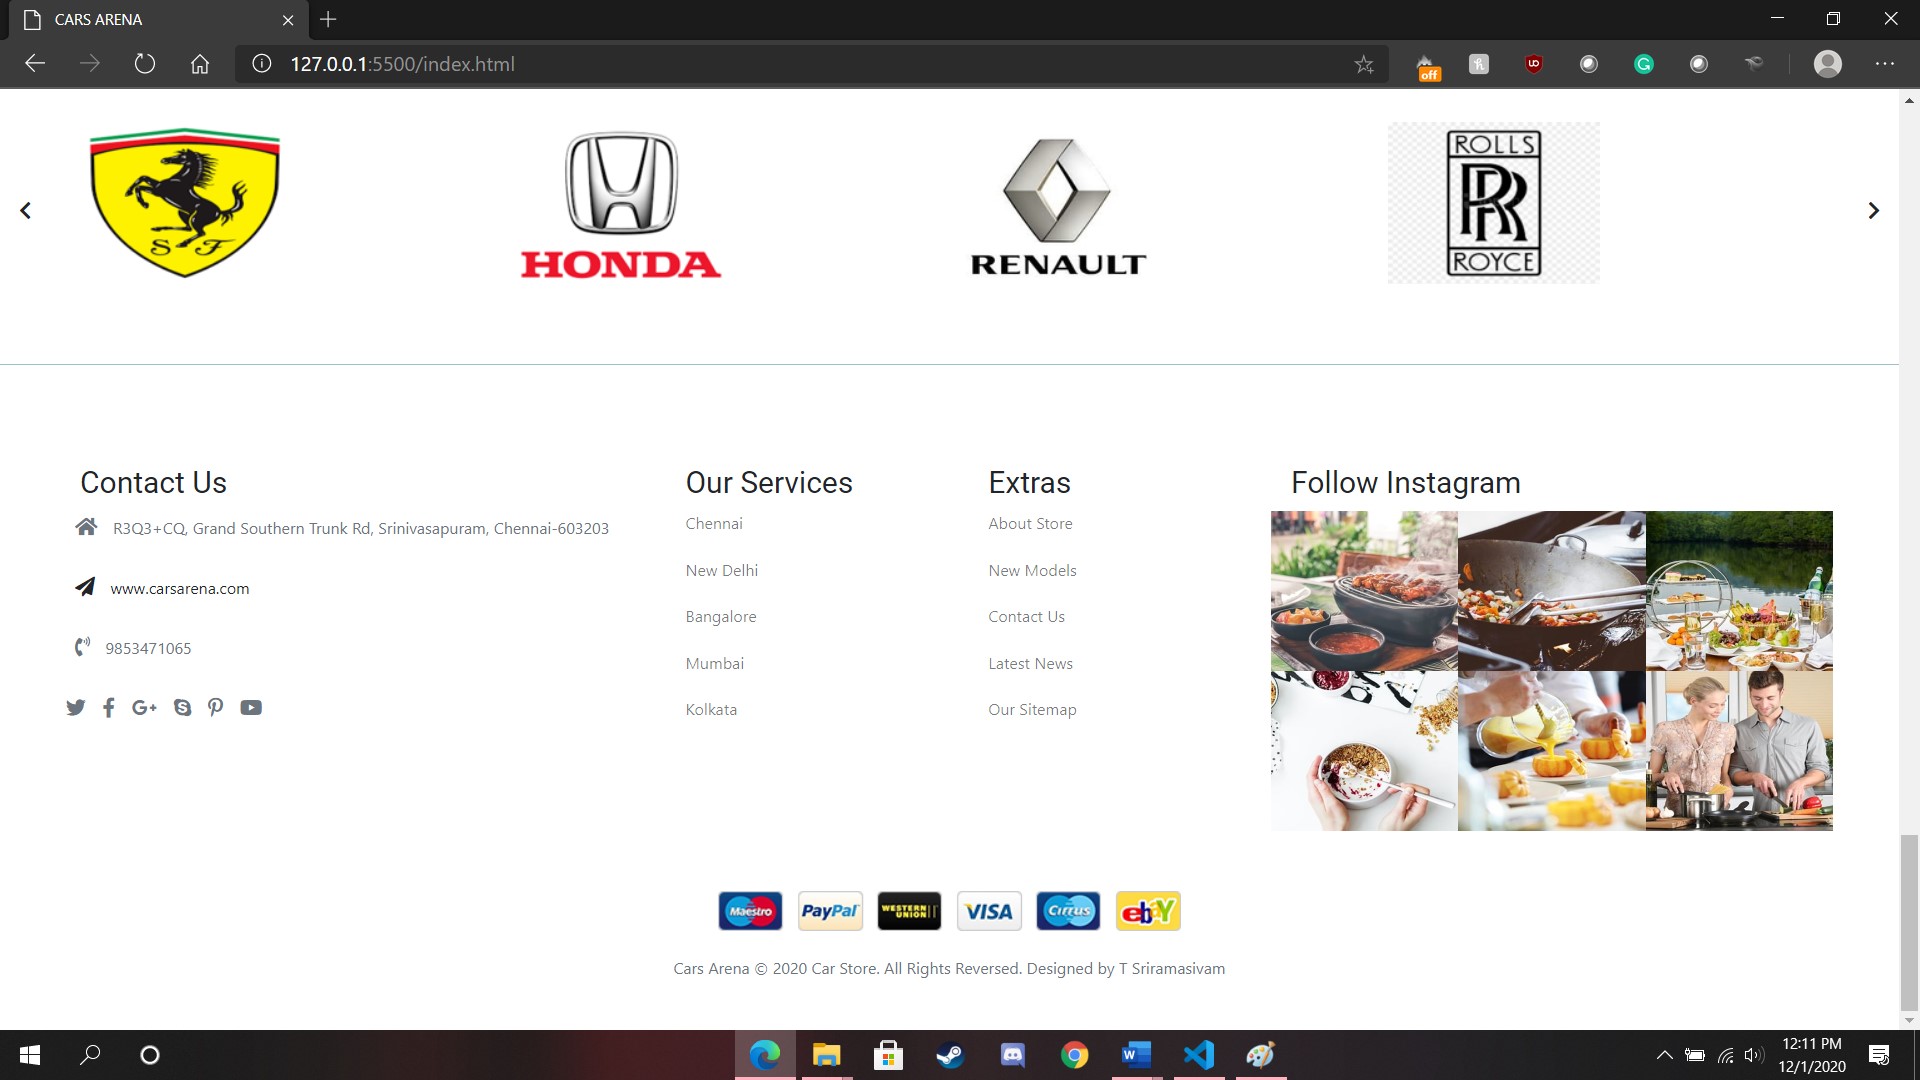 CARS ARENA
127.0.0.1:5500/index.html
off
UD
S F
HONDA
RENAULT
ROLLS
RR
ROYCE
Contact Us
R3Q3+CQ, Grand Southern Trunk Rd, Srinivasapuram, Chennai-603203
www.carsarena.com
9853471065
Our Services
Chennai
New Delhi
Bangalore
Mumbai
Kolkata
Extras
About Store
New Models
Contact Us
Latest News
Our Sitemap
Follow Instagram
Maestro PayPal WESTERN UNION VISA Cirrus ebay
Cars Arena © 2020 Car Store. All Rights Reversed. Designed by T Sriramasivam
12:11 PM
12/1/2020